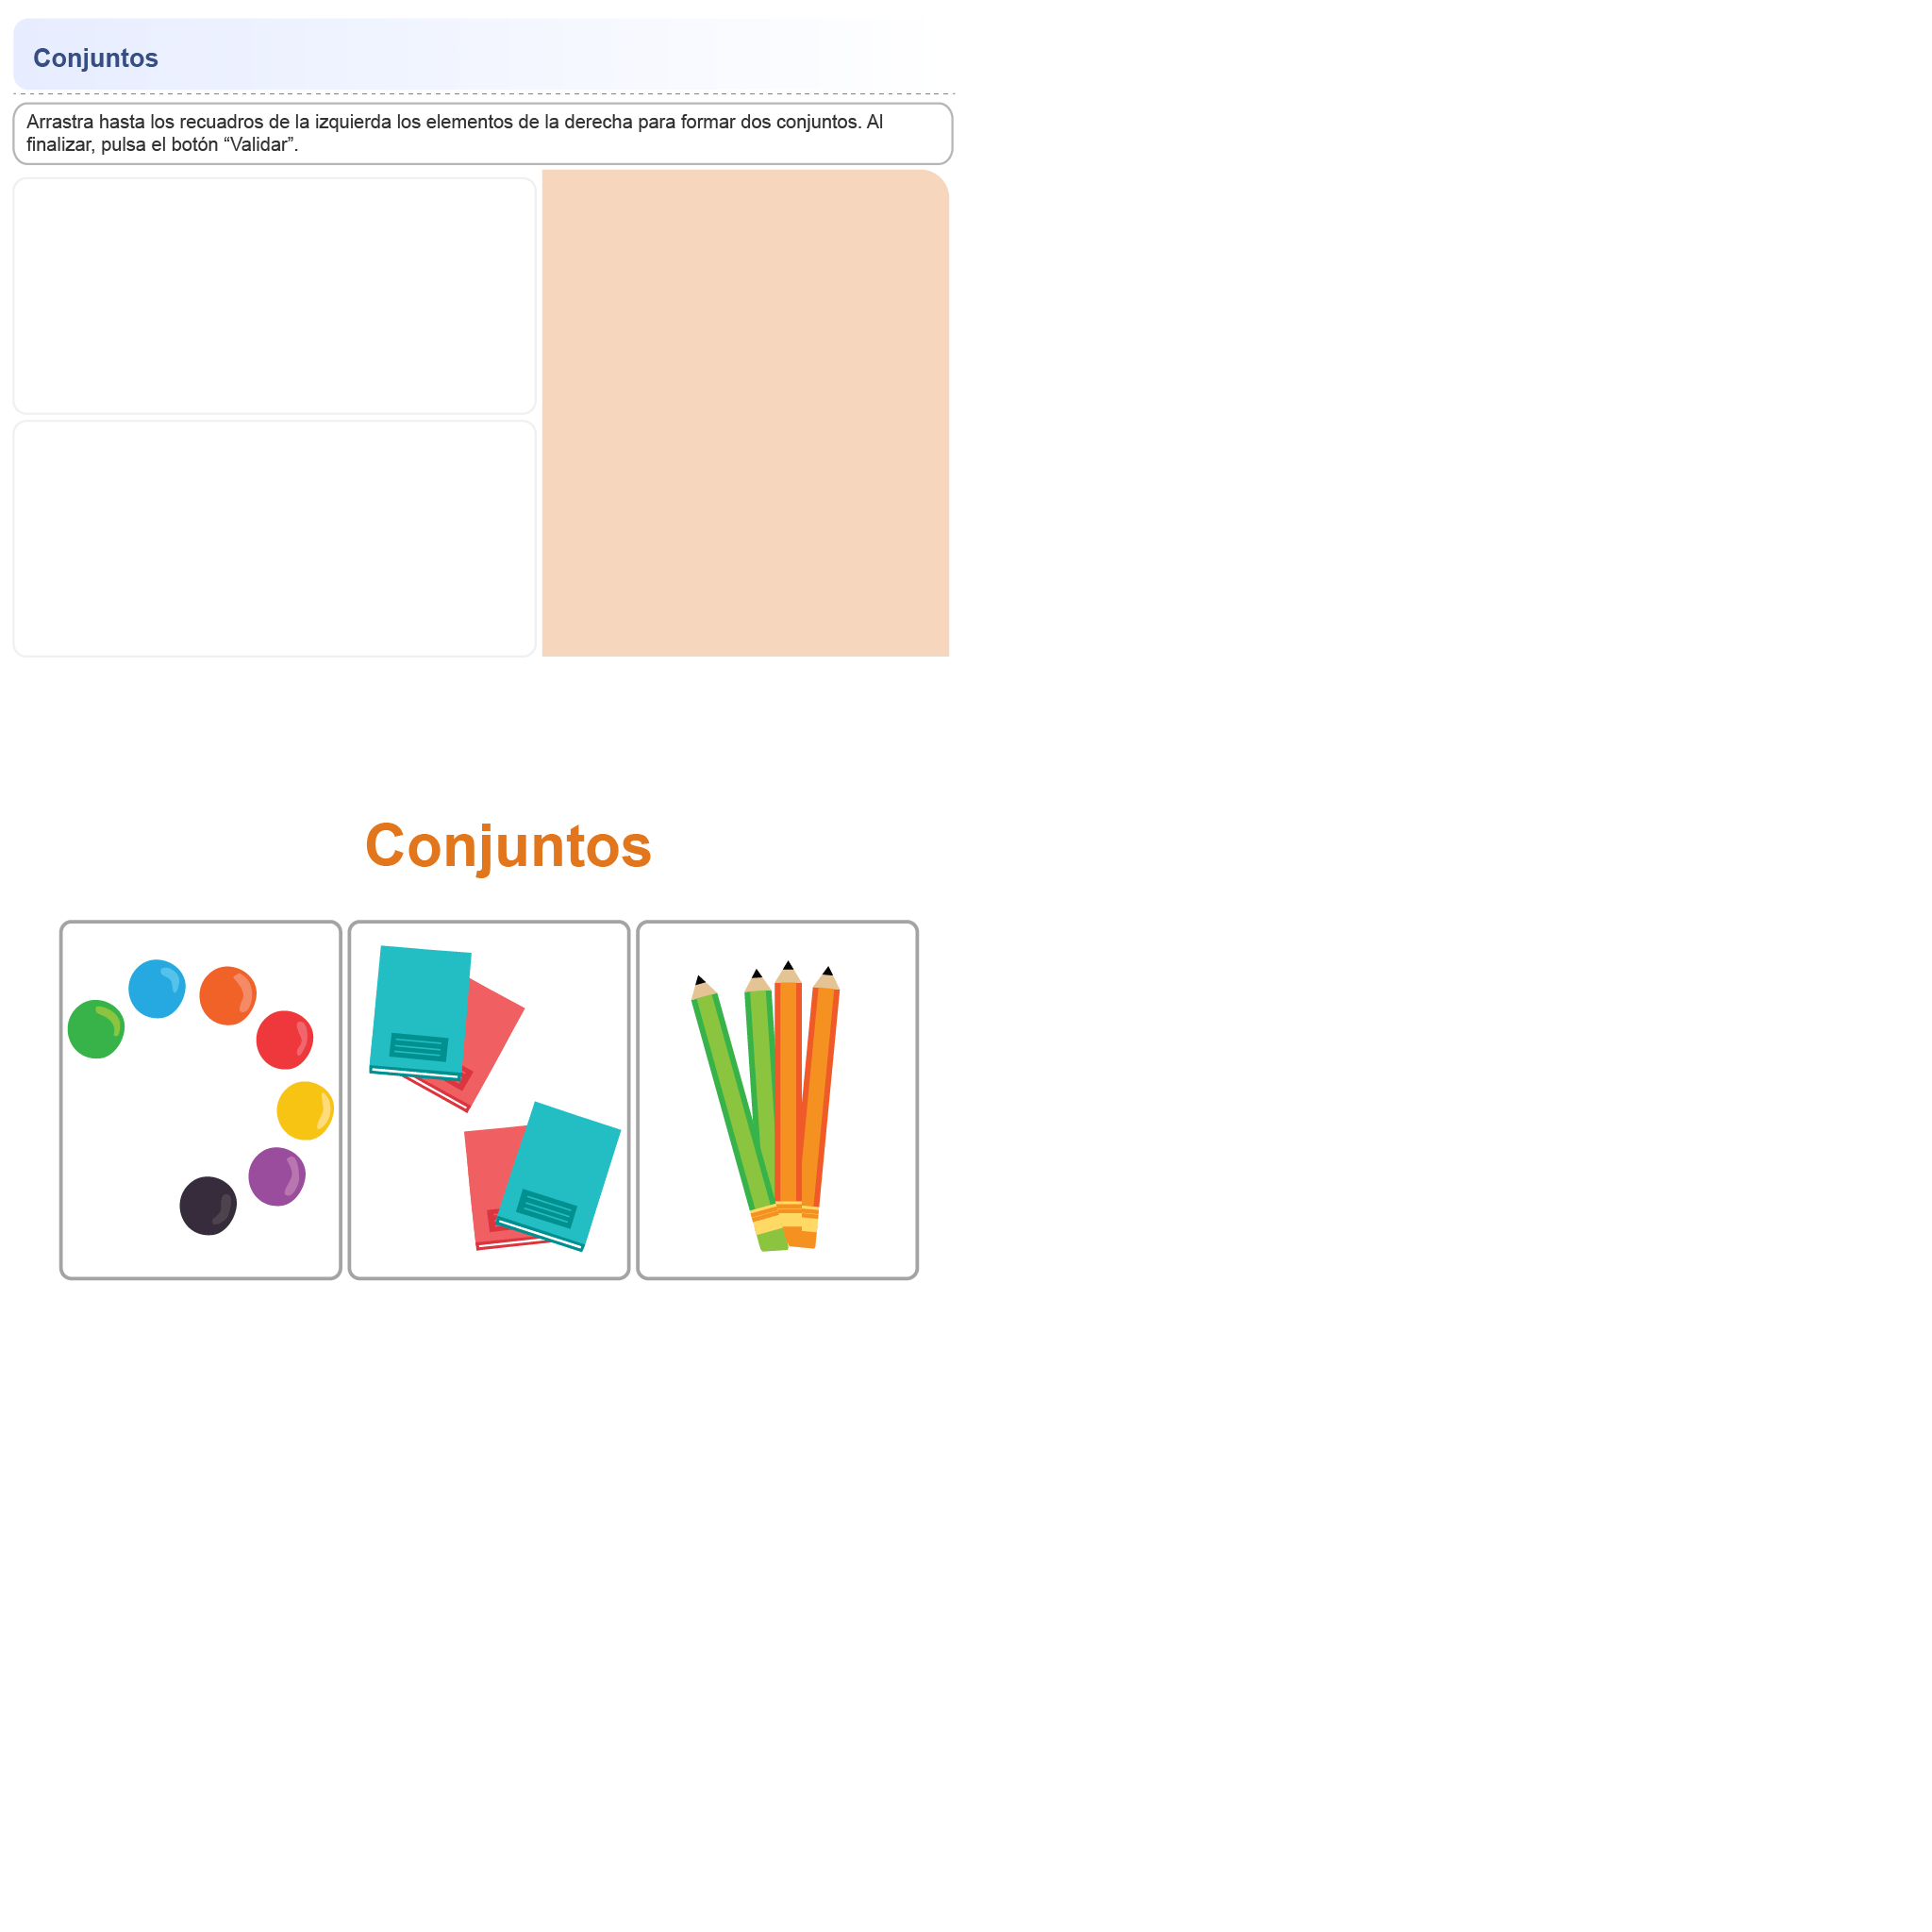 Conjuntos
Arrastra hasta los recuadros de la izquierda los elementos de la derecha para formar dos conjuntos. Al
finalizar, pulsa el botón “Validar”.
Conjuntos